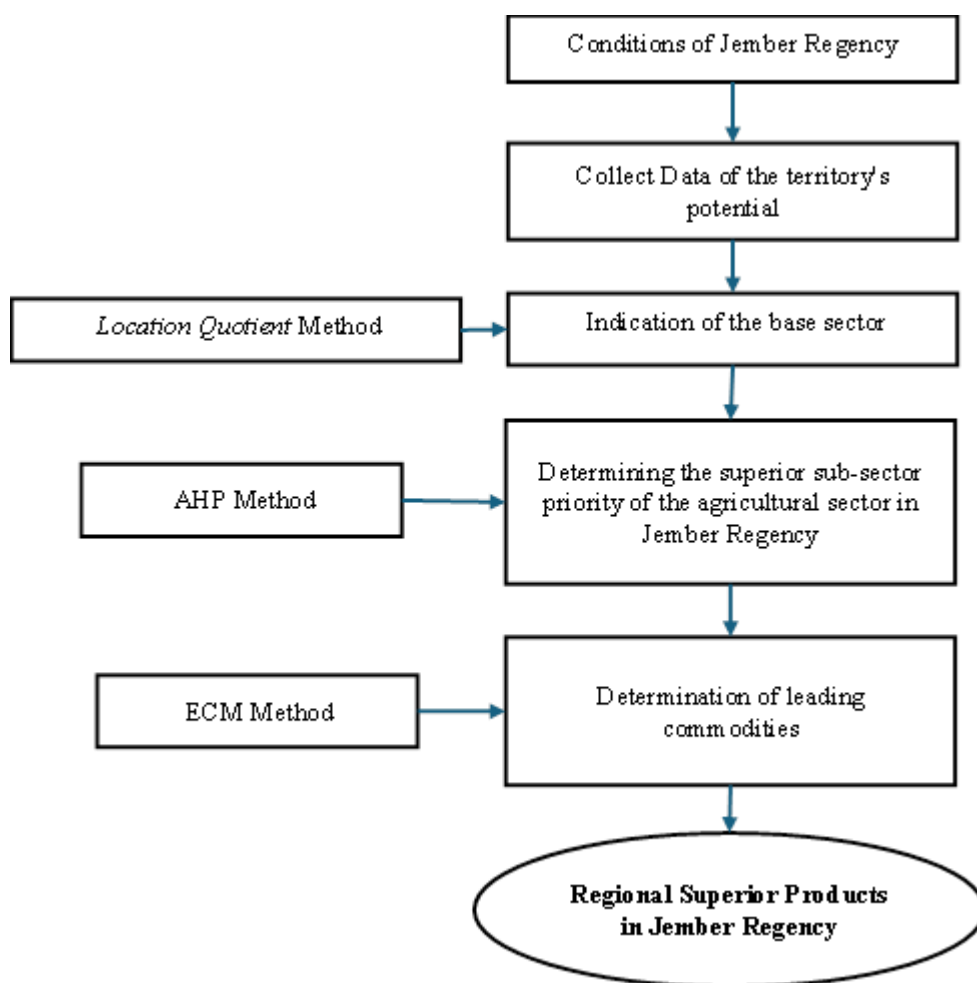 Conditions of Jember Regency
Collect Data of the territory's
potential
Location Quotient Method
Indication of the base sector
AHP Method
Determining the superior sub-sector
priority of the agricultural sector in
Jember Regency
ECM Method
Determination of leading
commodities
Regional Superior Products
in Jember Regency